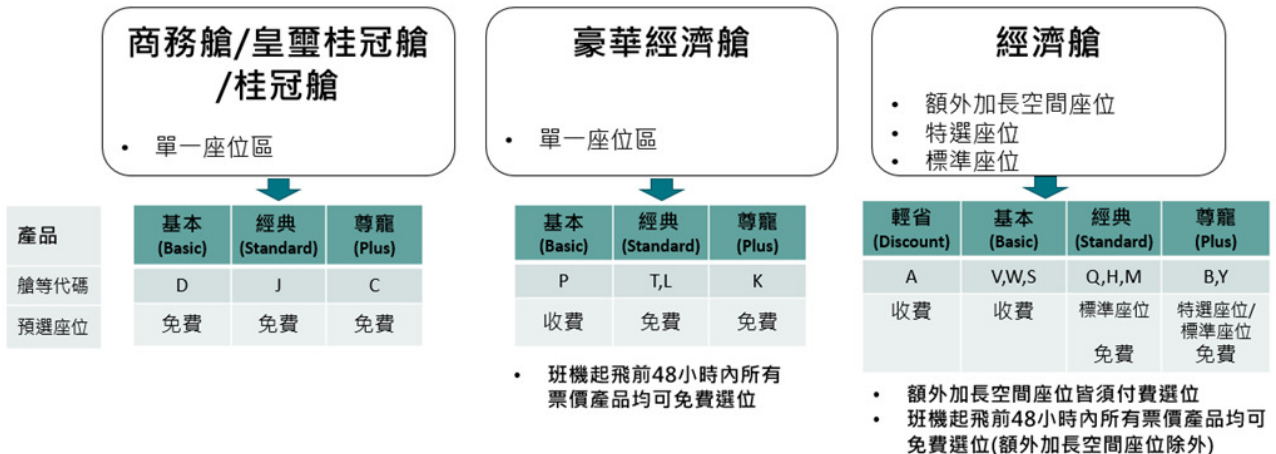 商務艙/皇璽桂冠艙
/桂冠艙
• 單一座位區
豪華經濟艙
• 單一座位區
經濟艙
• 額外加長空間座位
• 特選座位
• 標準座位
產品
基本 經典 尊寵
(Basic) (Standard) (Plus)
艙等代碼 D J C
預選座位 免費 免費 免費
基本 經典 尊寵
(Basic) (Standard) (Plus)
P T,L K
收費 免費 免費
• 班機起飛前48小時內所有
票價產品均可免費選位
輕省 基本 經典 尊寵
(Discount) (Basic) (Standard) (Plus)
A V,W,S Q,H,M B,Y
收費 收費 標準座位 特選座位/
標準座位
免費 免費
• 額外加長空間座位皆須付費選位
• 班機起飛前48小時內所有票價產品均可
免費選位(額外加長空間座位除外)